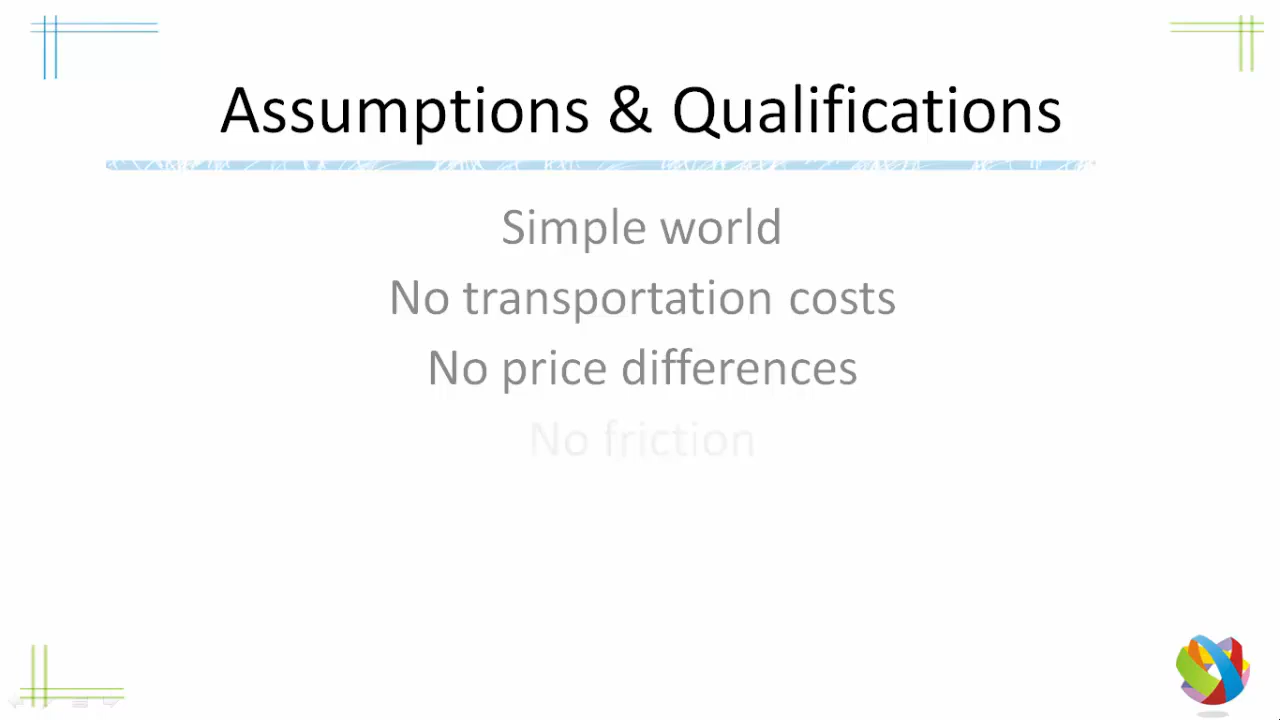 Assumptions & Qualifications
Simple world
No transportation costs
No price differences
No friction